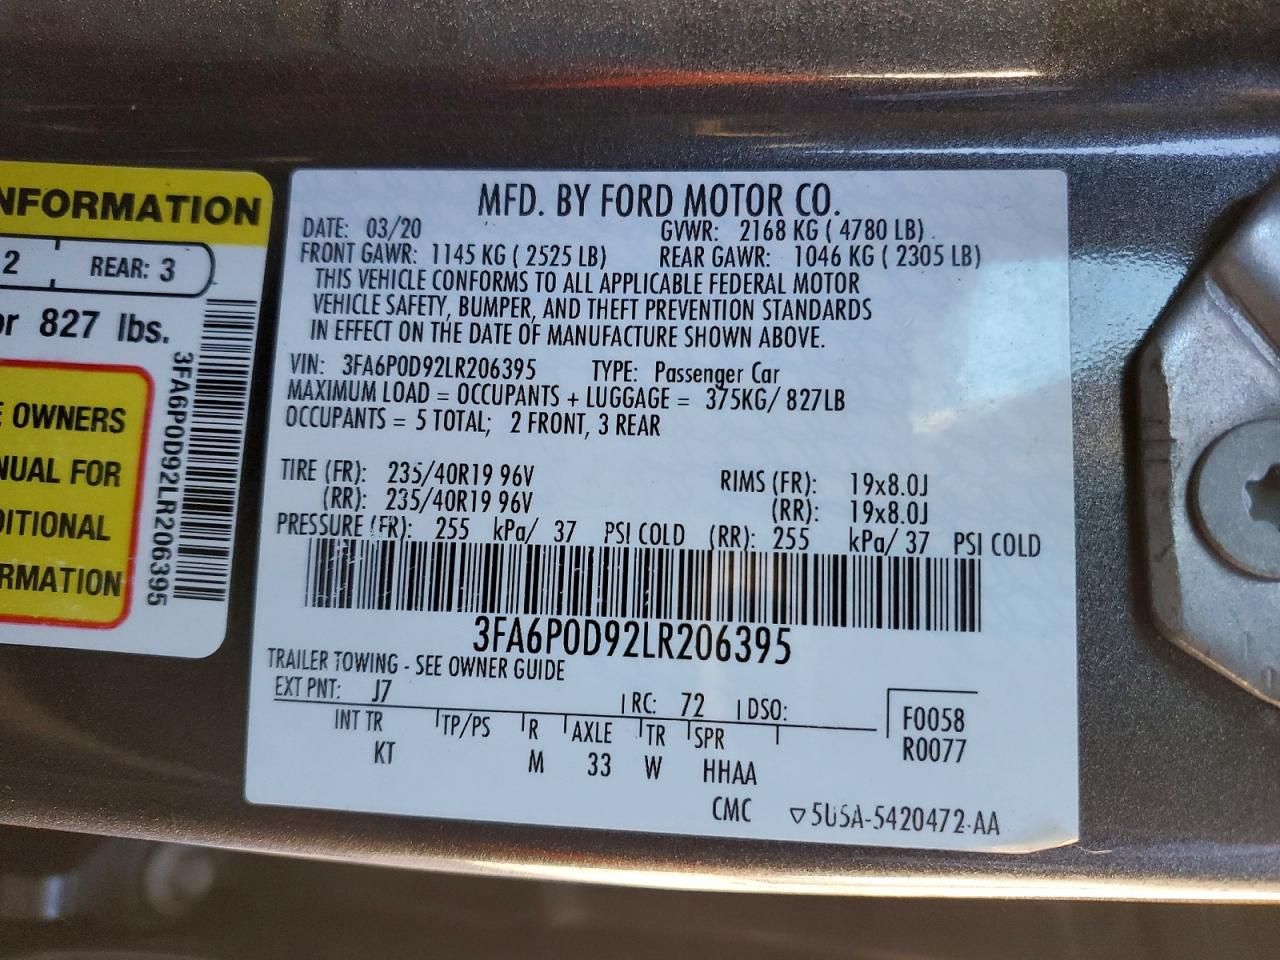 NFORMATION
2 REAR: 3
or 827 lbs.
OWNERS
NUAL FOR
DITIONAL
RMATION
3FA6P0D92LR206395
MFD. BY FORD MOTOR CO.
DATE: 03/20 GVWR: 2168 KG ( 4780 LB)
FRONT GAWR: 1145 KG ( 2525 LB) REAR GAWR: 1046 KG ( 2305 LB)
THIS VEHICLE CONFORMS TO ALL APPLICABLE FEDERAL MOTOR
VEHICLE SAFETY, BUMPER, AND THEFT PREVENTION STANDARDS
IN EFFECT ON THE DATE OF MANUFACTURE SHOWN ABOVE.
VIN: 3FA6P0D92LR206395 TYPE: Passenger Car
MAXIMUM LOAD = OCCUPANTS + LUGGAGE = 375KG/ 827LB
OCCUPANTS = 5 TOTAL; 2 FRONT, 3 REAR
TIRE (FR): 235/40R19 96V RIMS (FR): 19x8.0J
(RR): 235/40R19 96V (RR): 19x8.0J
PRESSURE (FR): 255 kPa/ 37 PSI COLD (RR): 255 kPa/ 37 PSI COLD
3FA6P0D92LR206395
TRAILER TOWING - SEE OWNER GUIDE
EXT PNT: J7 RC: 72 DSO:
INT TR TP/PS R AXLE TR SPR
KT M 33 W HHAA
F0058
R0077
CMC ▽5U5A-5420472-AA